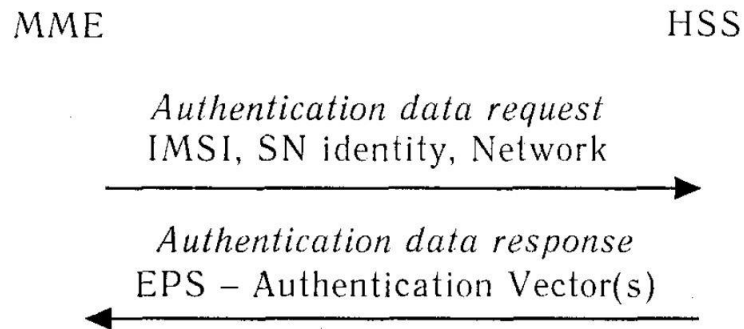 MME HSS
Authentication data request
IMSI, SN identity, Network
Authentication data response
EPS – Authentication Vector(s)